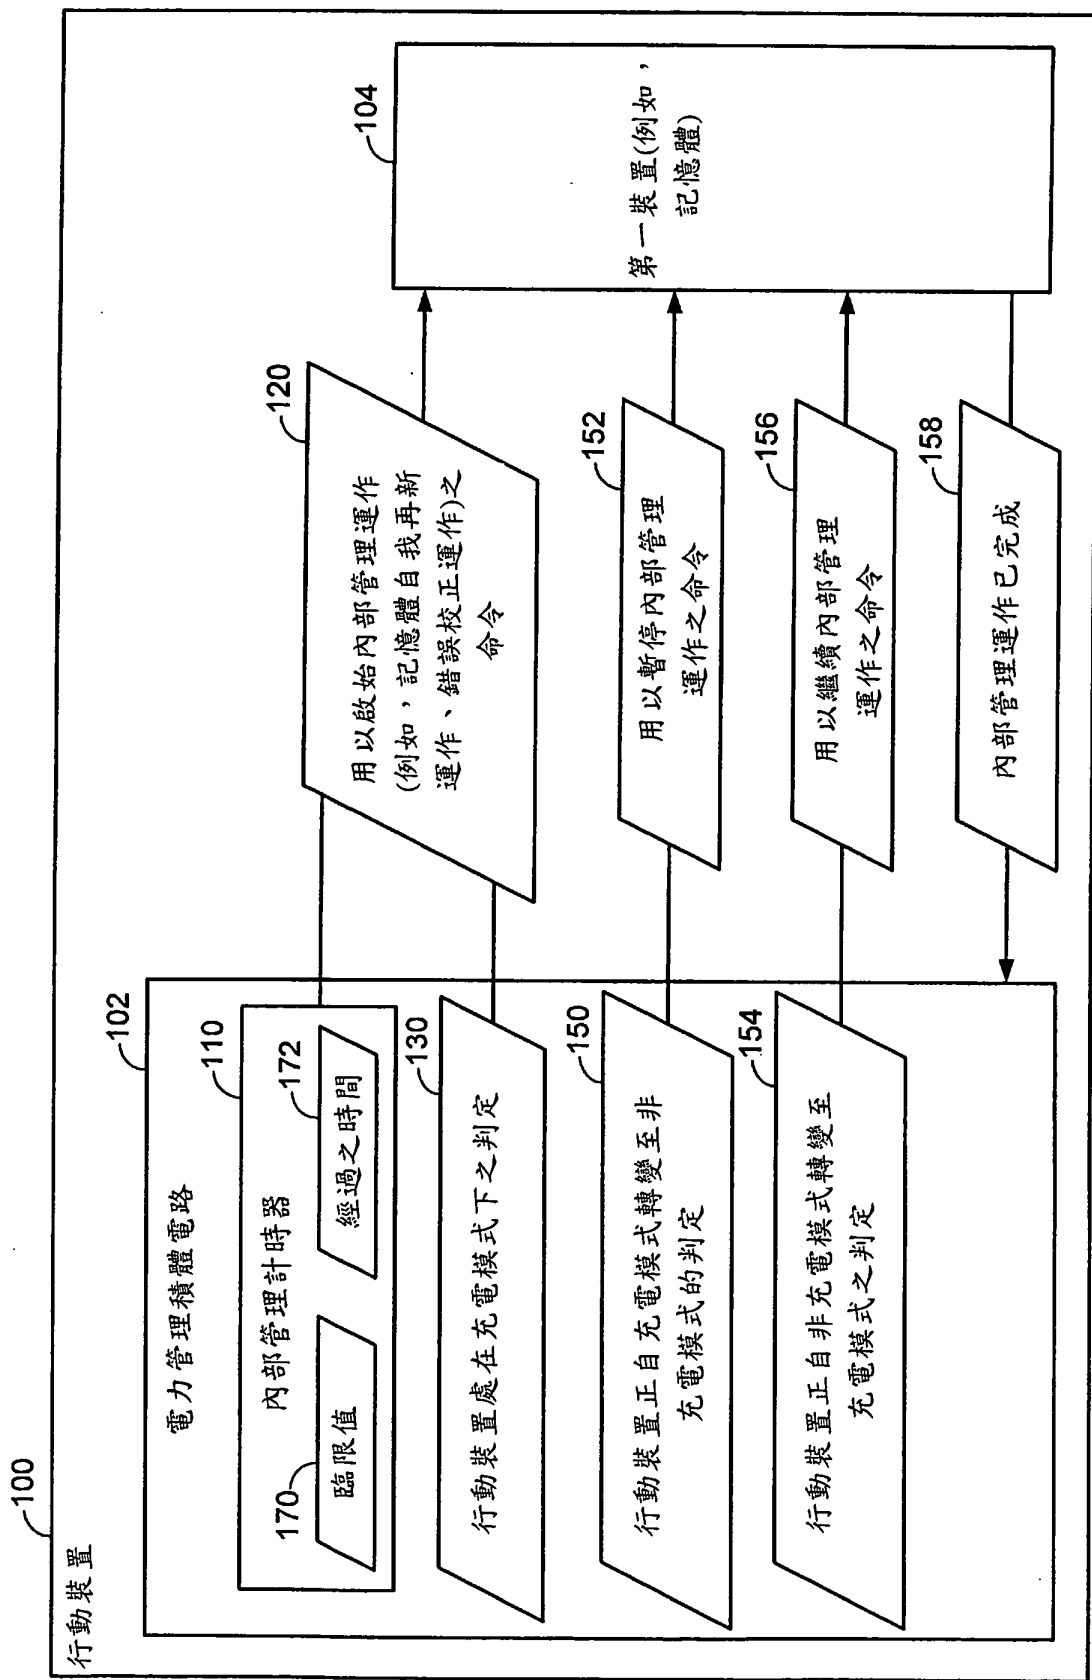 100
行動裝置
102
電力管理積體電路
110
內部管理計時器
170
臨限值
172
經過之時間
130
行動裝置處在充電模式下之判定
150
行動裝置正自充電模式轉變至非
充電模式的判定
154
行動裝置正自非充電模式轉變至
充電模式之判定
120
用以啟始內部管理運作
(例如，記憶體自我再新
運作、錯誤校正運作)之
命令
152
用以暫停內部管理
運作之命令
156
用以繼續內部管理
運作之命令
158
內部管理運作已完成
104
第一裝置(例如，
記憶體)